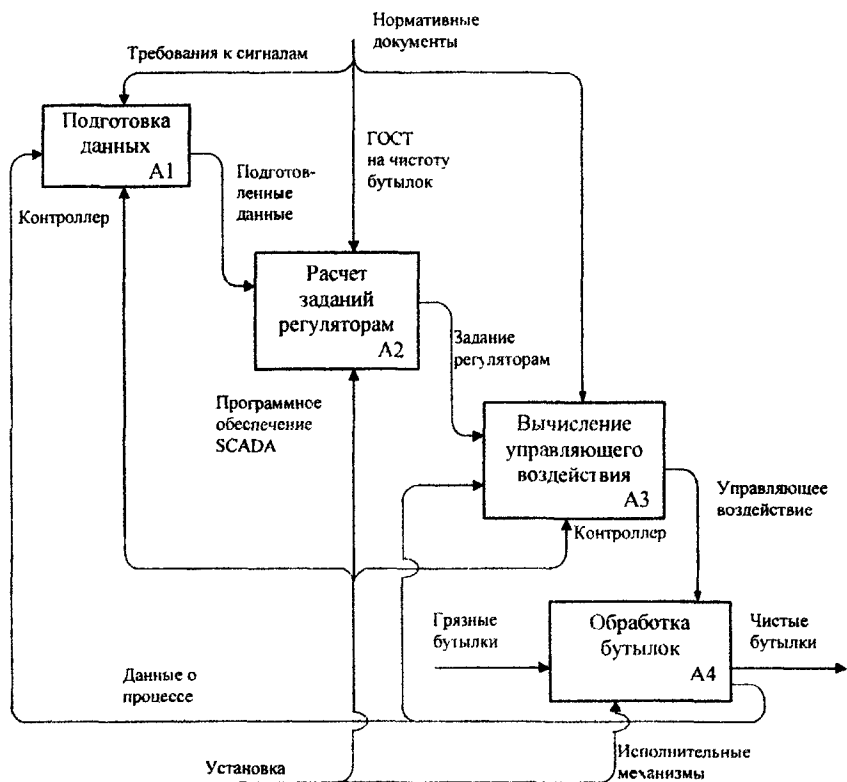 Нормативные
документы
Требования к сигналам
Подготовка
данных
A1
ГОСТ
на чистоту
бутылок
Подготов-
ленные
данные
Контроллер
Расчет
заданий
регуляторам
A2
Задание
регуляторам
Программное
обеспечение
SCADA
Вычисление
управляющего
воздействия
A3
Управляющее
воздействие
Контроллер
Грязные
бутылки
Обработка
бутылок
A4
Чистые
бутылки
Данные о
процессе
Установка
Исполнительные
механизмы